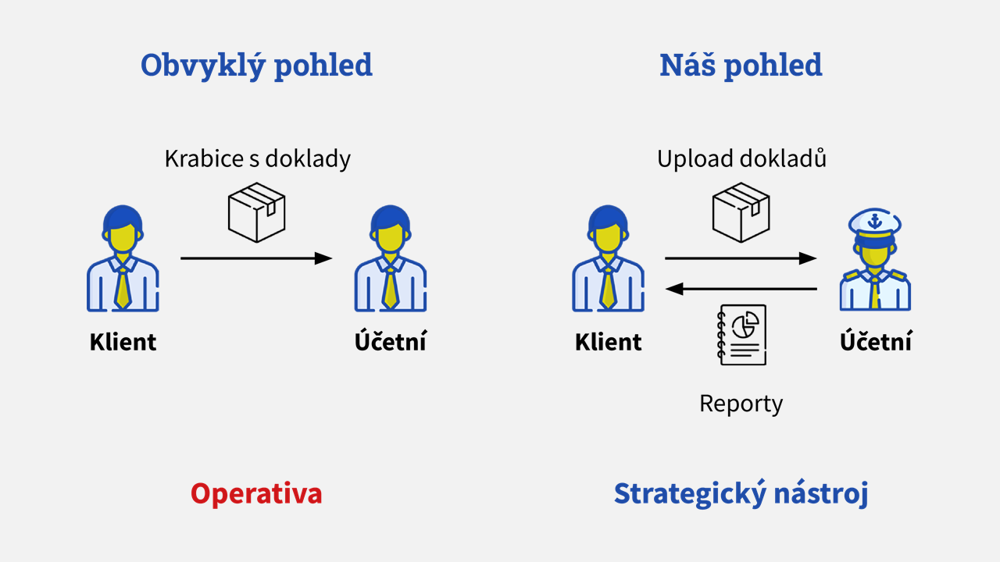 Obvyklý pohled
Krabice s doklady
Klient
Účetní
Operativa
Náš pohled
Upload dokladů
Klient
Účetní
Reporty
Strategický nástroj